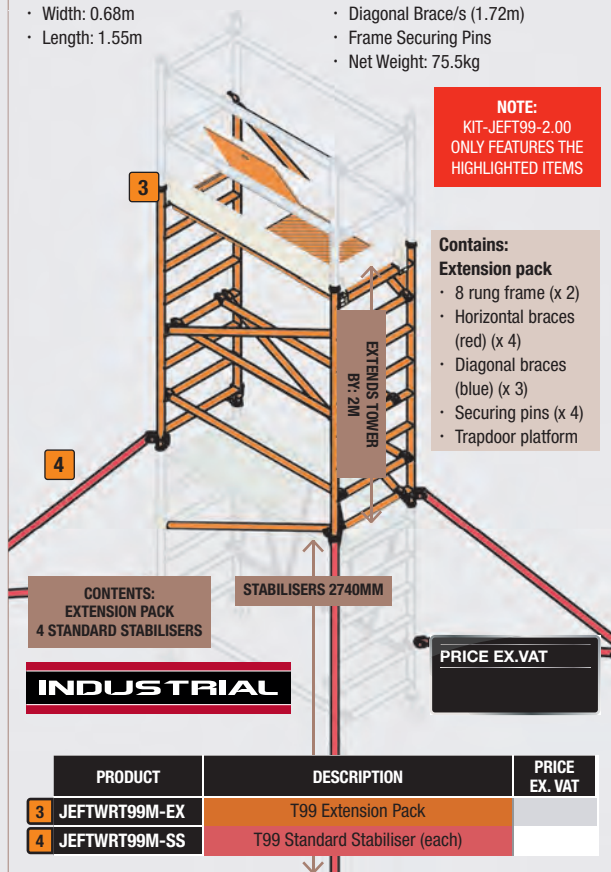 · Width: 0.68m
· Length: 1.55m
· Diagonal Brace/s (1.72m)
· Frame Securing Pins
· Net Weight: 75.5kg
NOTE:
KIT-JEFT99-2.00
ONLY FEATURES THE
HIGHLIGHTED ITEMS
3
Contains:
Extension pack
· 8 rung frame (x 2)
· Horizontal braces
(red) (x 4)
· Diagonal braces
(blue) (x 3)
· Securing pins (x 4)
· Trapdoor platform
EXTENDS TOWER
BY: 2M
4
CONTENTS:
EXTENSION PACK
4 STANDARD STABILISERS
STABILISERS 2740MM
INDUSTRIAL
PRICE EX.VAT
PRODUCT DESCRIPTION PRICE
EX. VAT
3 JEFTWRT99M-EX T99 Extension Pack
4 JEFTWRT99M-SS T99 Standard Stabiliser (each)